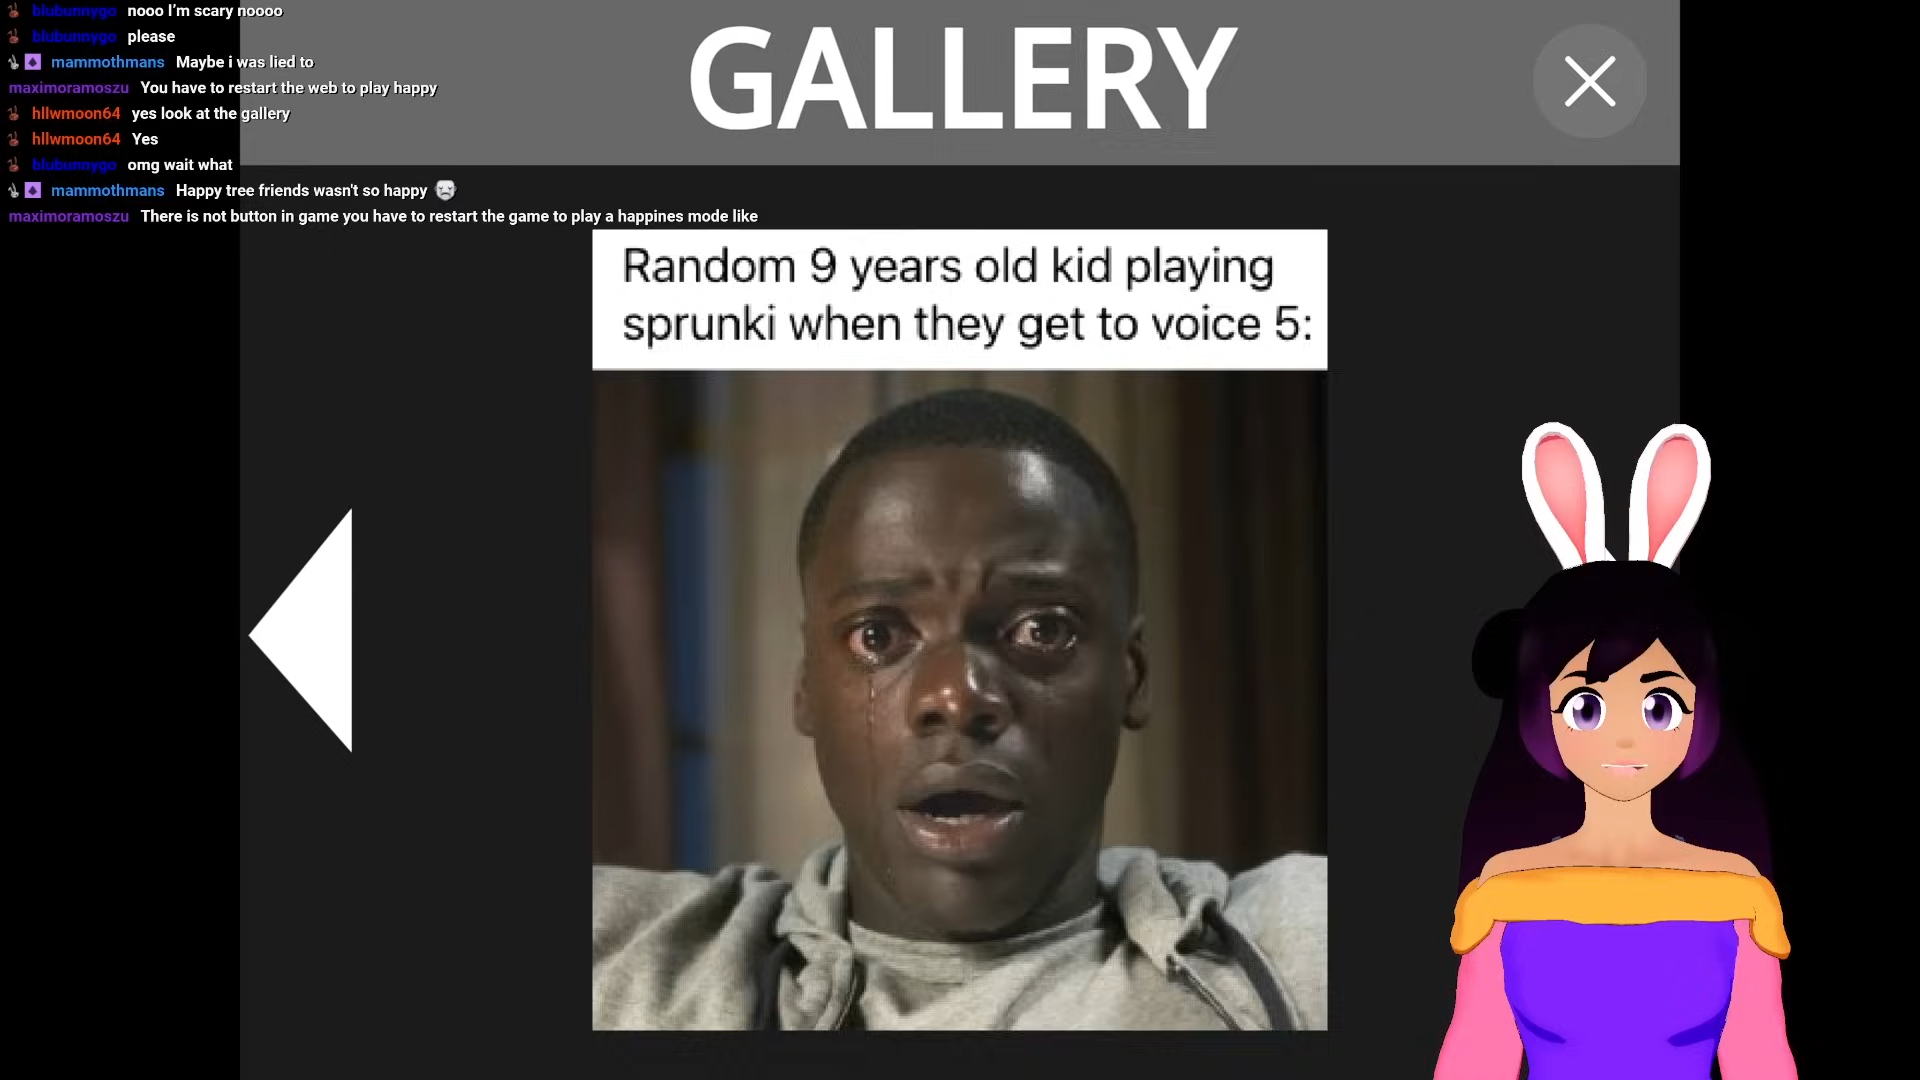 blubunnygo nooo I'm scary noooo
blubunnygo please
mammothmans Maybe i was lied to
maximoramoszu You have to restart the web to play happy
hllwmoon64 yes look at the gallery
hllwmoon64 Yes
blubunnygo omg wait what
mammothmans Happy tree friends wasn't so happy
maximoramoszu There is not button in game you have to restart the game to play a happines mode like
GALLERY
Random 9 years old kid playing
sprunki when they get to voice 5: